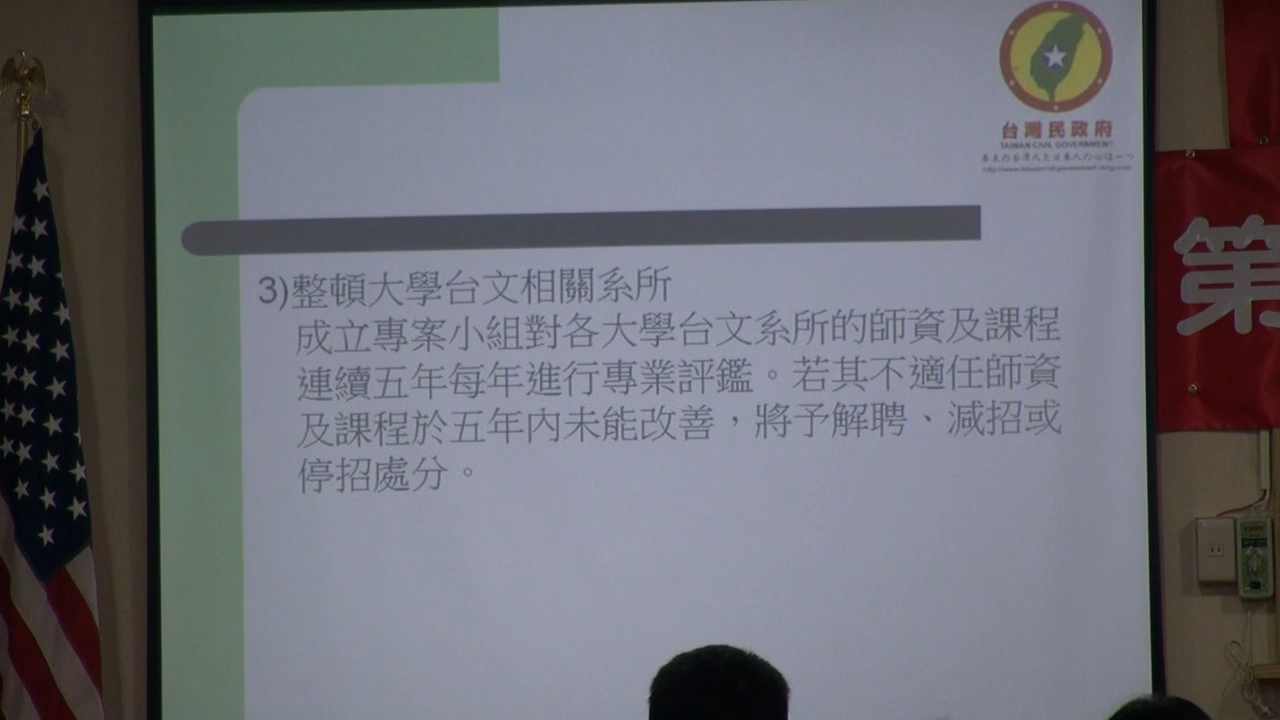 台灣民政府
TAIWAN CIVIL GOVERNMENT
3)整頓大學台文相關系所
成立專案小組對各大學台文系所的師資及課程
連續五年每年進行專業評鑑。若其不適任師資
及課程於五年內未能改善，將予解聘、減招或
停招處分。
第